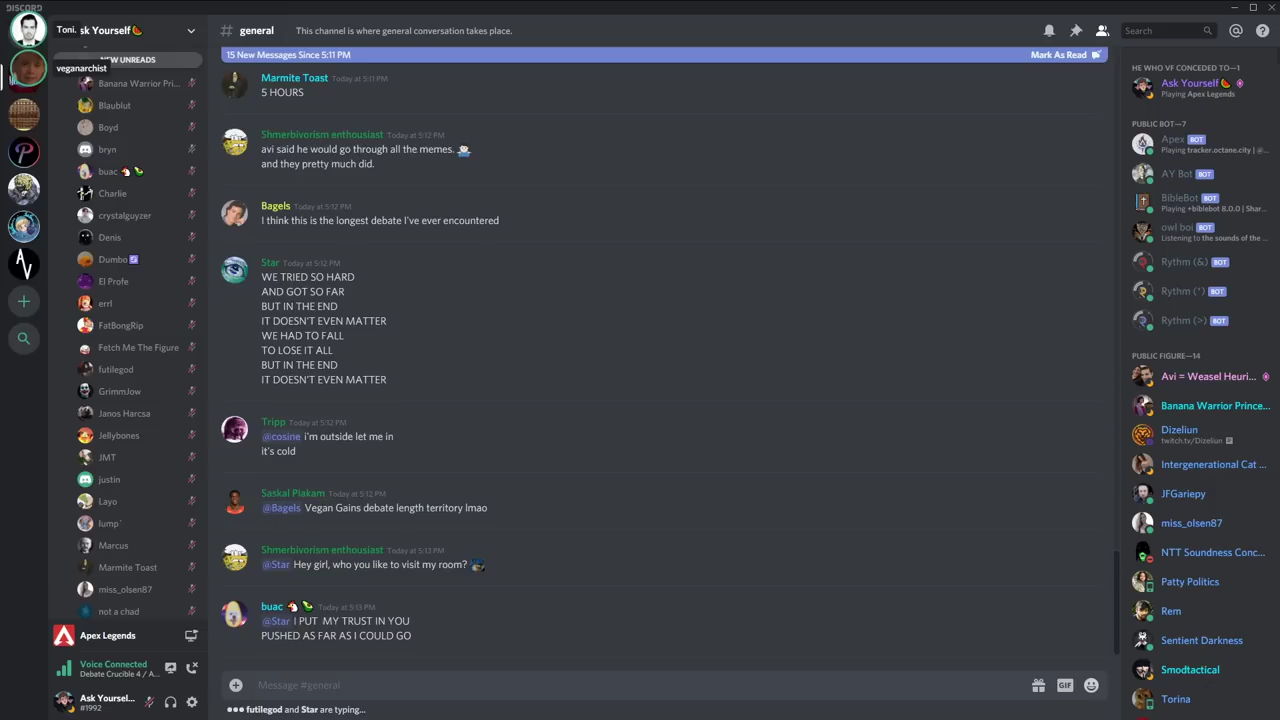 DISCORD
Toni.
Ask Yourself🍉
NEW UNREADS
veganarchist
Banana Warrior Pri...
Blaublut
Boyd
bryn
buac
Charlie
crystalguyzer
Denis
Dumbo
El Profe
errl
FatBongRip
Fetch Me The Figure
futilegod
GrimmJow
Janos Harcsa
Jellybones
JMT
justin
Layo
lump`
Marcus
Marmite Toast
miss_olsen87
not a chad
Apex Legends
Voice Connected
Debate Crucible 4 / A...
Ask Yoursel...
#1992
# general
This channel is where general conversation takes place.
Search
15 New Messages Since 5:11 PM
Mark As Read
Marmite Toast Today at 5:11 PM
5 HOURS
Shmerbivorism enthusiast Today at 5:12 PM
avi said he would go through all the memes.
and they pretty much did.
Bagels Today at 5:12 PM
I think this is the longest debate I've ever encountered
Star Today at 5:12 PM
WE TRIED SO HARD
AND GOT SO FAR
BUT IN THE END
IT DOESN'T EVEN MATTER
WE HAD TO FALL
TO LOSE IT ALL
BUT IN THE END
IT DOESN'T EVEN MATTER
Tripp Today at 5:12 PM
@cosine i'm outside let me in
it's cold
Saskal Piakam Today at 5:12 PM
@Bagels Vegan Gains debate length territory lmao
Shmerbivorism enthusiast Today at 5:13 PM
@Star Hey girl, who you like to visit my room?
buac Today at 5:13 PM
@Star I PUT MY TRUST IN YOU
PUSHED AS FAR AS I COULD GO
Message #general
GIF
futilegod and Star are typing...
HE WHO VF CONCEDED TO—1
Ask Yourself🍉
Playing Apex Legends
PUBLIC BOT—7
Apex BOT
Playing tracker.octane.city | @...
AY Bot BOT
BibleBot BOT
Playing +biblebot 8.0.0 | Shar...
owl boi BOT
Listening to the sounds of the ...
Rythm (&) BOT
Rythm (*) BOT
Rythm (>) BOT
PUBLIC FIGURE—14
Avi = Weasel Heuri...
Banana Warrior Prince...
Dizeliun
twitch.tv/Dizeliun
Intergenerational Cat ...
JFGariepy
miss_olsen87
NTT Soundness Conc...
Patty Politics
Rem
Sentient Darkness
Smodtactical
Torina